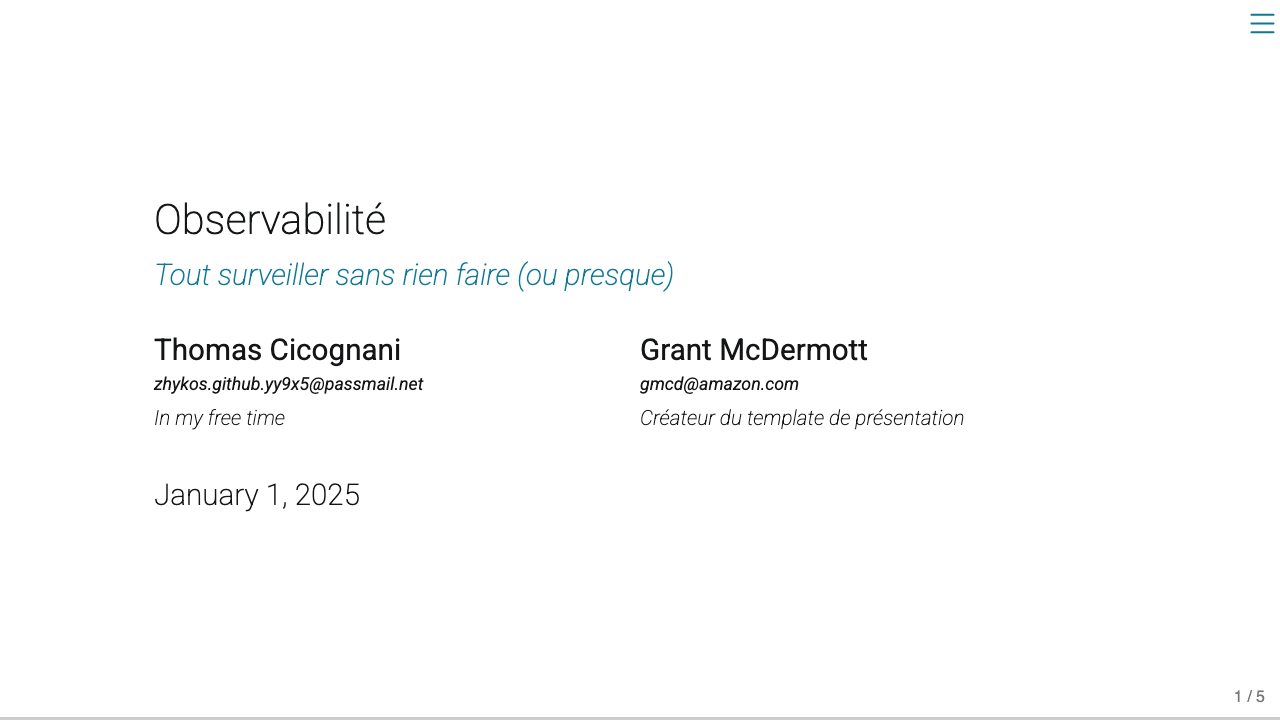 Observabilité
Tout surveiller sans rien faire (ou presque)
Thomas Cicognani
zhykos.github.yy9x5@passmail.net
In my free time
Grant McDermott
gmcd@amazon.com
Créateur du template de présentation
January 1, 2025
1 / 5